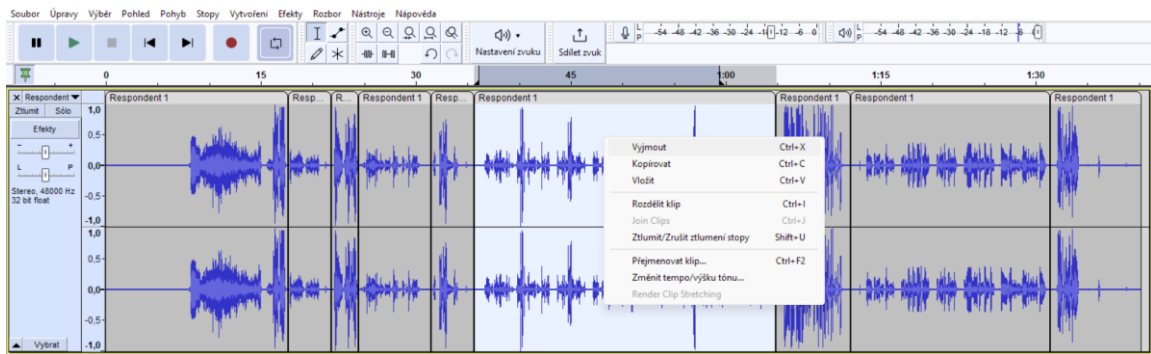 Soubor Úpravy Výběr Pohled Pohyb Stopy Vytvoření Efekty Rozbor Nástroje Nápověda
Nastavení zvuku Sdílet zvuk
L P -54 -48 -42 -36 -30 -24 -12 -6 0
L P -54 -48 -42 -36 -30 -24 -18 -12 -6 0
0 15 30 45 1:00 1:15 1:30
Respondent 1
Ztlumit Sólo
Efekty
- +
L P
Stereo, 48000 Hz
32 bit float
Vybrat
1,0
0,5
0,0
-0,5
-1,0
1,0
0,5
0,0
-0,5
-1,0
Respondent 1 Resp... R... Respondent 1 Resp... Respondent 1 Respondent 1 Respondent 1 Respondent 1
Vyjmout Ctrl+X
Kopírovat Ctrl+C
Vložit Ctrl+V
Rozdělit klip Ctrl+I
Join Clips Ctrl+J
Ztlumit/Zrušit ztlumení stopy Shift+U
Přejmenovat klip... Ctrl+F2
Změnit tempo/výšku tónu...
Render Clip Stretching